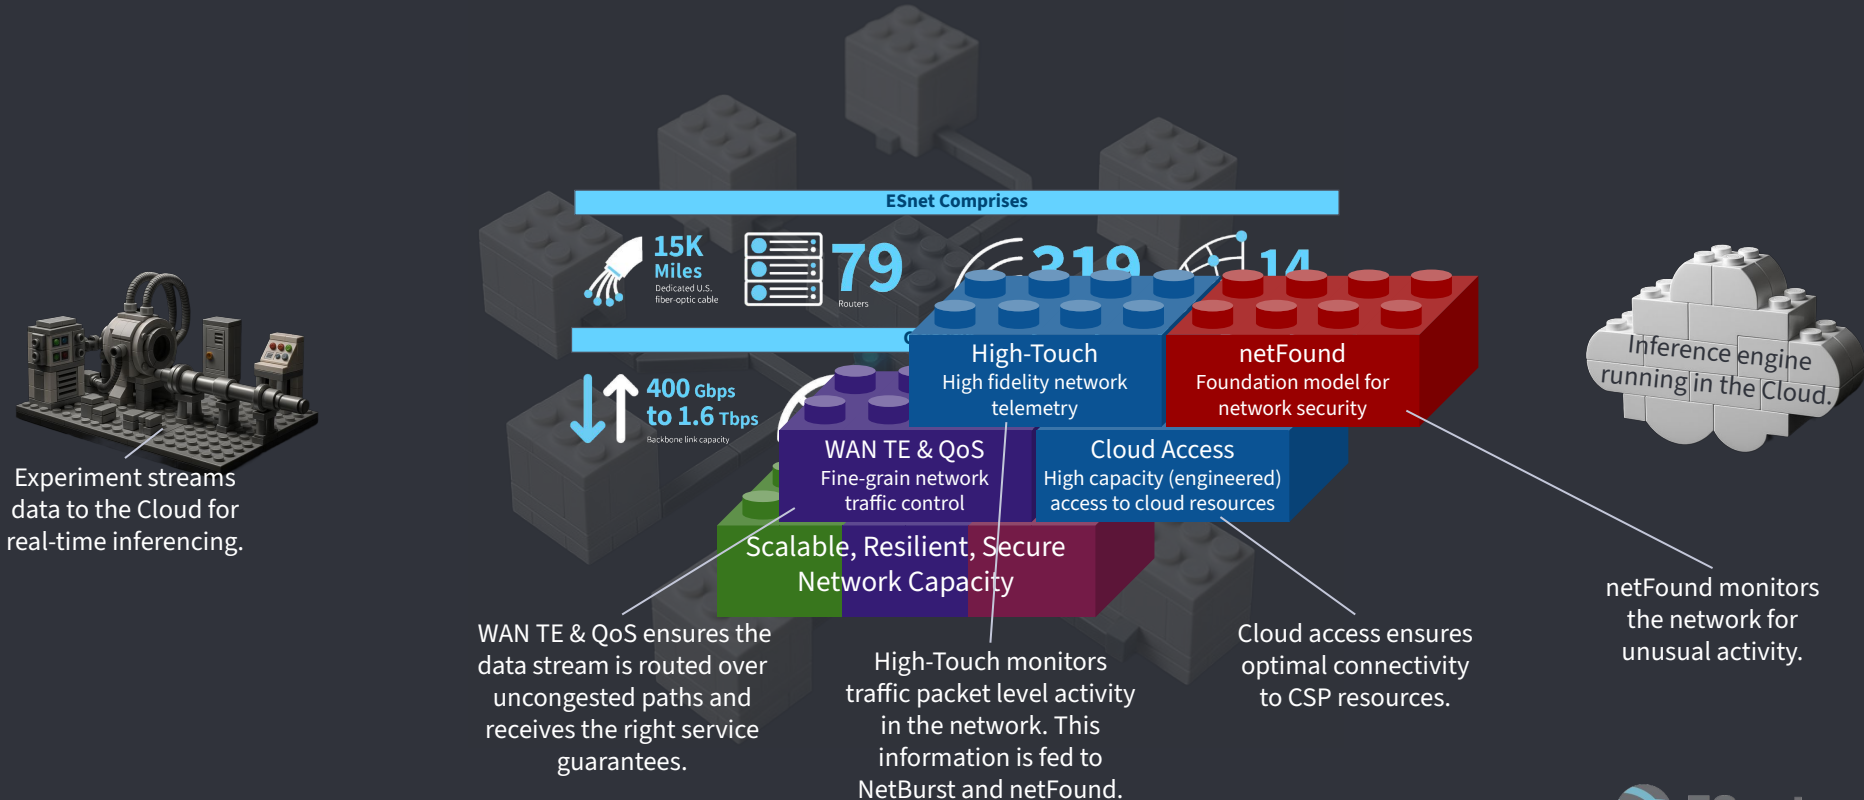 ESnet Comprises
15K
Miles
Dedicated U.S.
fiber-optic cable
79
Routers
319
14
400 Gbps
to 1.6 Tbps
Backbone link capacity
High-Touch
High fidelity network
telemetry
netFound
Foundation model for
network security
WAN TE & QoS
Fine-grain network
traffic control
Cloud Access
High capacity (engineered)
access to cloud resources
Scalable, Resilient, Secure
Network Capacity
Inference engine
running in the Cloud.
Experiment streams
data to the Cloud for
real-time inferencing.
WAN TE & QoS ensures the
data stream is routed over
uncongested paths and
receives the right service
guarantees.
High-Touch monitors
traffic packet level activity
in the network. This
information is fed to
NetBurst and netFound.
Cloud access ensures
optimal connectivity
to CSP resources.
netFound monitors
the network for
unusual activity.